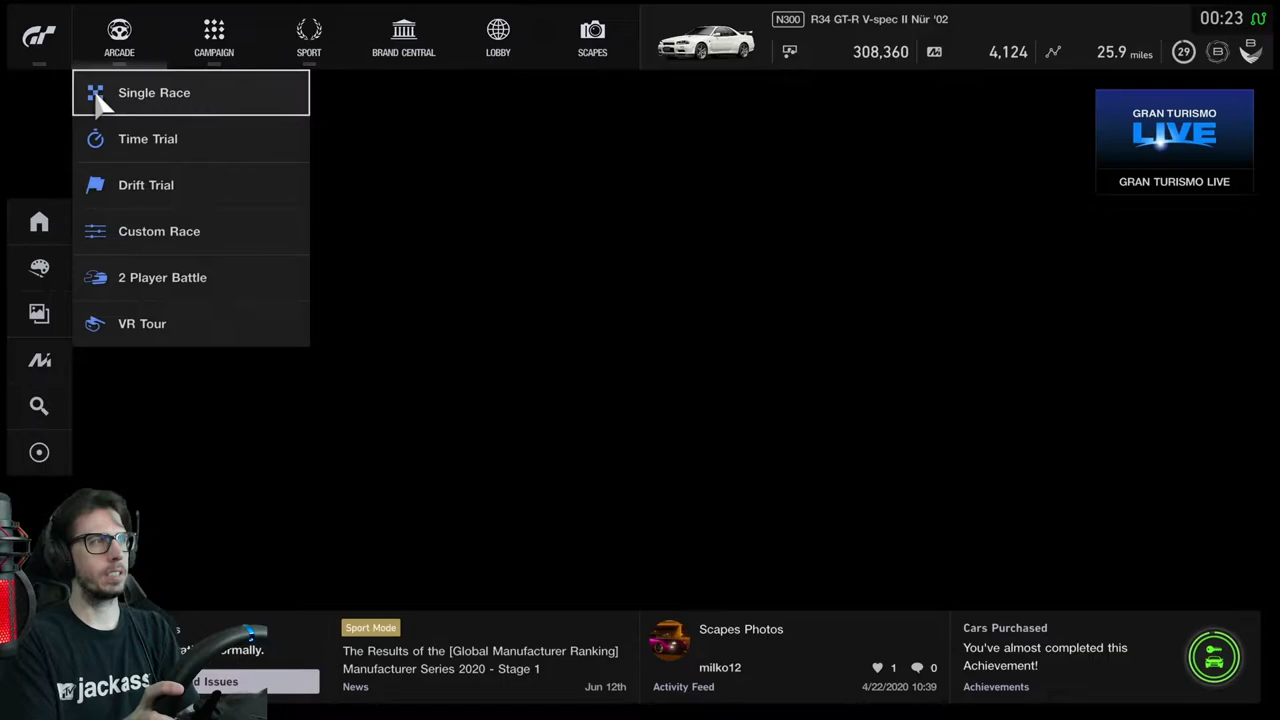 ARCADE
CAMPAIGN
SPORT
BRAND CENTRAL
LOBBY
SCAPES
N300 R34 GT-R V-spec II Nür '02
308,360
4,124
25.9 miles
29
B
B
00:23
Single Race
Time Trial
Drift Trial
Custom Race
2 Player Battle
VR Tour
GRAN TURISMO
LIVE
GRAN TURISMO LIVE
Sport Mode
The Results of the [Global Manufacturer Ranking]
Manufacturer Series 2020 - Stage 1
News
Jun 12th
Scapes Photos
milko12
1
0
Activity Feed
4/22/2020 10:39
Cars Purchased
You've almost completed this
Achievement!
Achievements
Issues
MTV jackass